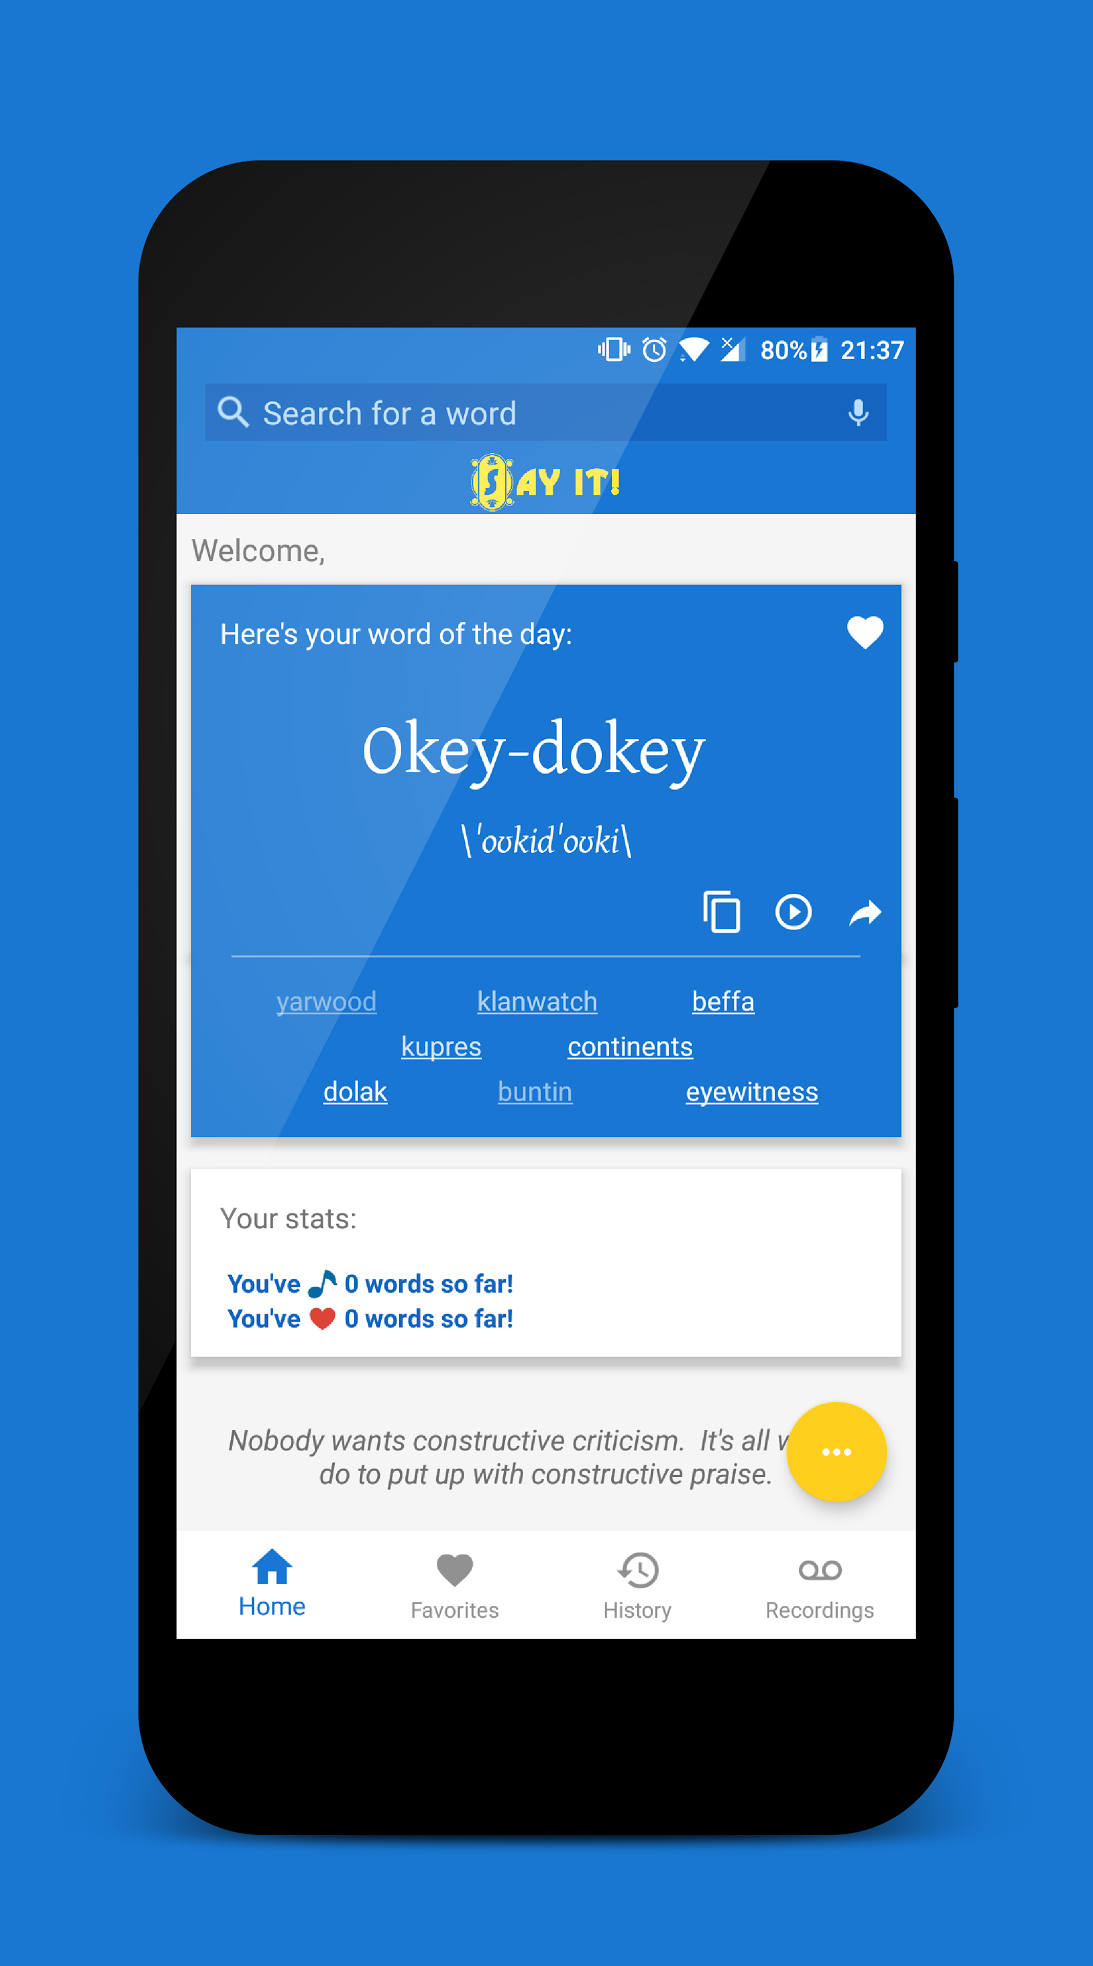 80% 21:37
Search for a word
SAY IT!
Welcome,
Here's your word of the day:
Okey-dokey
\ˈoʊkidˈoʊki\
yarwood klanwatch beffa
kupres continents
dolak buntin eyewitness
Your stats:
You've 🎵 0 words so far!
You've ❤ 0 words so far!
Nobody wants constructive criticism.  It's all
do to put up with constructive praise.
Home Favorites History Recordings